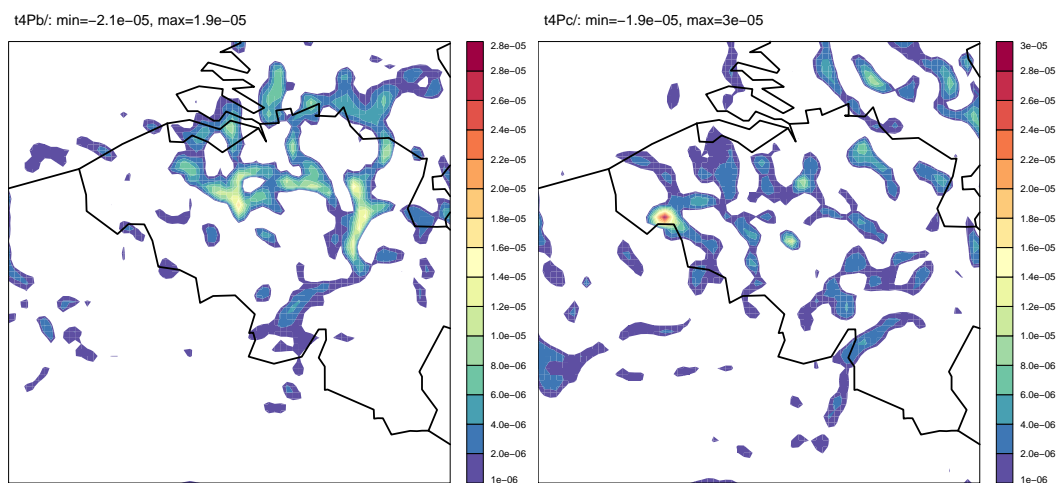 t4Pb/: min=−2.1e−05, max=1.9e−05
2.8e−05
2.8e−05
2.6e−05
2.4e−05
2.2e−05
2.0e−05
1.8e−05
1.6e−05
1.4e−05
1.2e−05
1.0e−05
8.0e−06
6.0e−06
4.0e−06
2.0e−06
1e−06
t4Pc/: min=−1.9e−05, max=3e−05
3e−05
2.8e−05
2.6e−05
2.4e−05
2.2e−05
2.0e−05
1.8e−05
1.6e−05
1.4e−05
1.2e−05
1.0e−05
8.0e−06
6.0e−06
4.0e−06
2.0e−06
1e−06